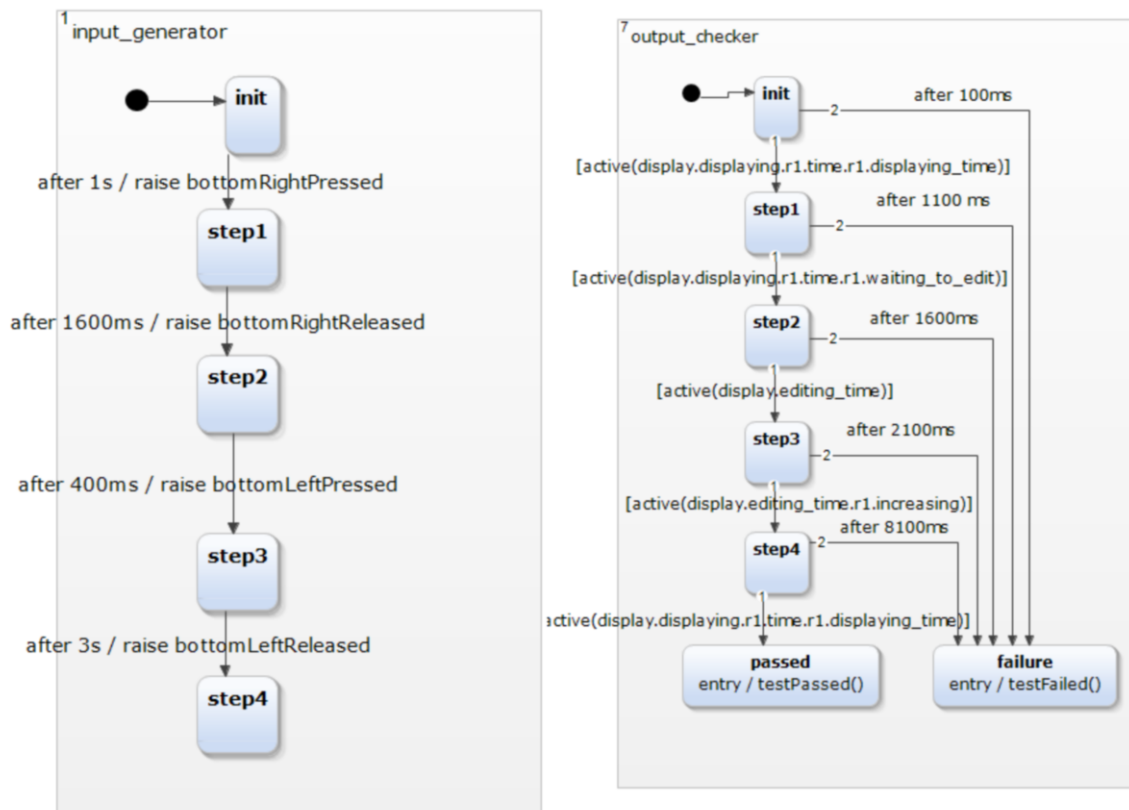 1
input_generator
init
after 1s / raise bottomRightPressed
step1
after 1600ms / raise bottomRightReleased
step2
after 400ms / raise bottomLeftPressed
step3
after 3s / raise bottomLeftReleased
step4
7
output_checker
init
2
after 100ms
1
[active(display.displaying.r1.time.r1.displaying_time)]
step1
2
after 1100 ms
1
[active(display.displaying.r1.time.r1.waiting_to_edit)]
step2
2
after 1600ms
1
[active(display.editing_time)]
step3
2
after 2100ms
1
[active(display.editing_time.r1.increasing)]
step4
2
after 8100ms
1
active(display.displaying.r1.time.r1.displaying_time)]
passed
entry / testPassed()
failure
entry / testFailed()